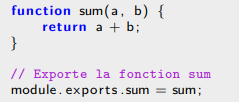 function sum(a, b) {
    return a + b;
}

// Exporte la fonction sum
module.exports.sum = sum;